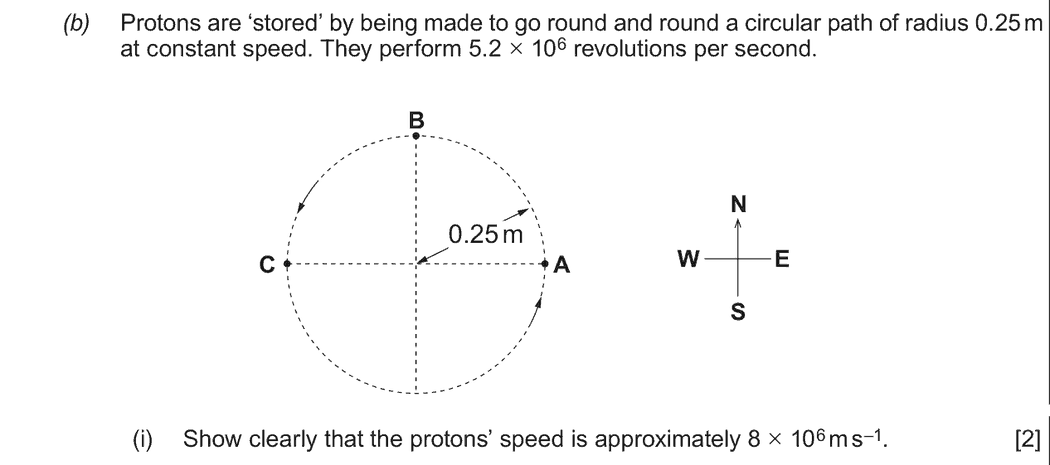 (b) Protons are ‘stored’ by being made to go round and round a circular path of radius 0.25 m
at constant speed. They perform 5.2 × 10⁶ revolutions per second.
B
N
0.25 m
C
A
W
E
S
(i) Show clearly that the protons’ speed is approximately 8 × 10⁶ m s⁻¹. [2]